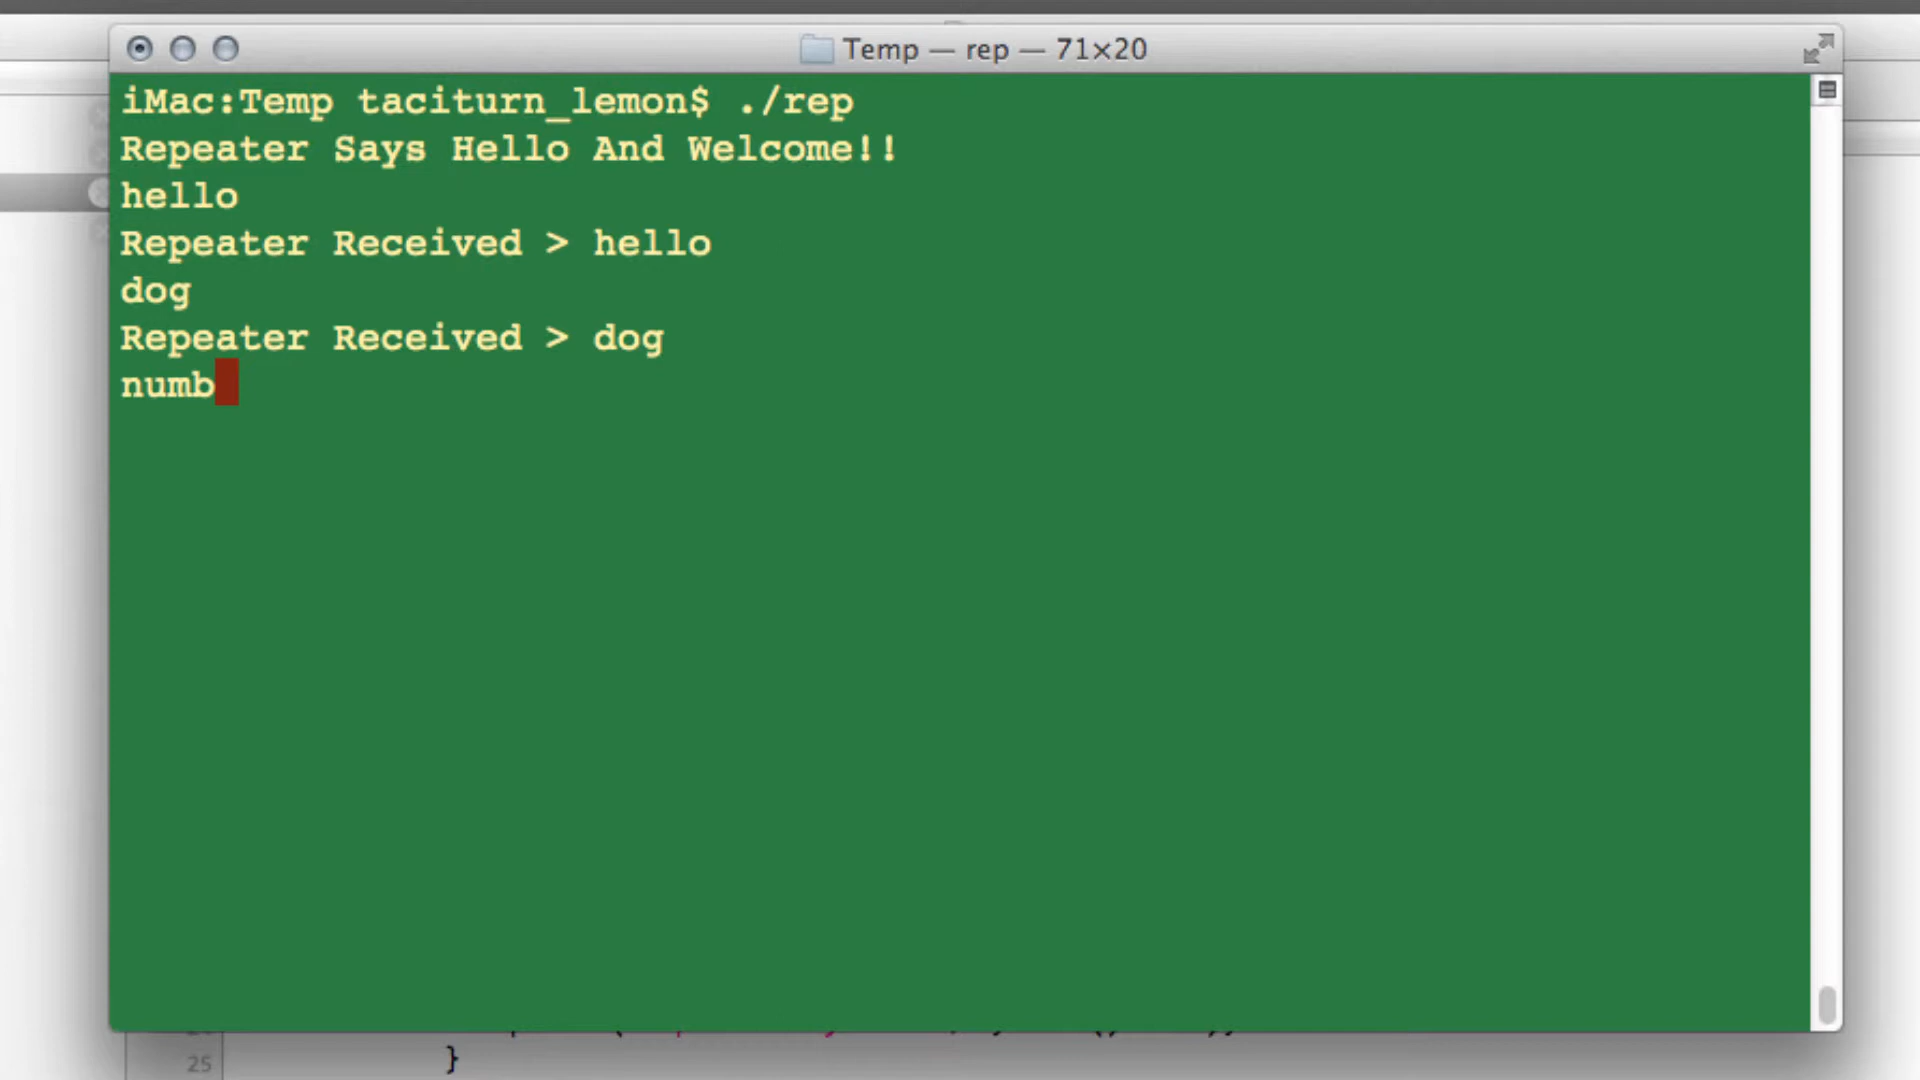 Temp — rep — 71×20
iMac:Temp taciturn_lemon$ ./rep
Repeater Says Hello And Welcome!!
hello
Repeater Received > hello
dog
Repeater Received > dog
numb
25 }